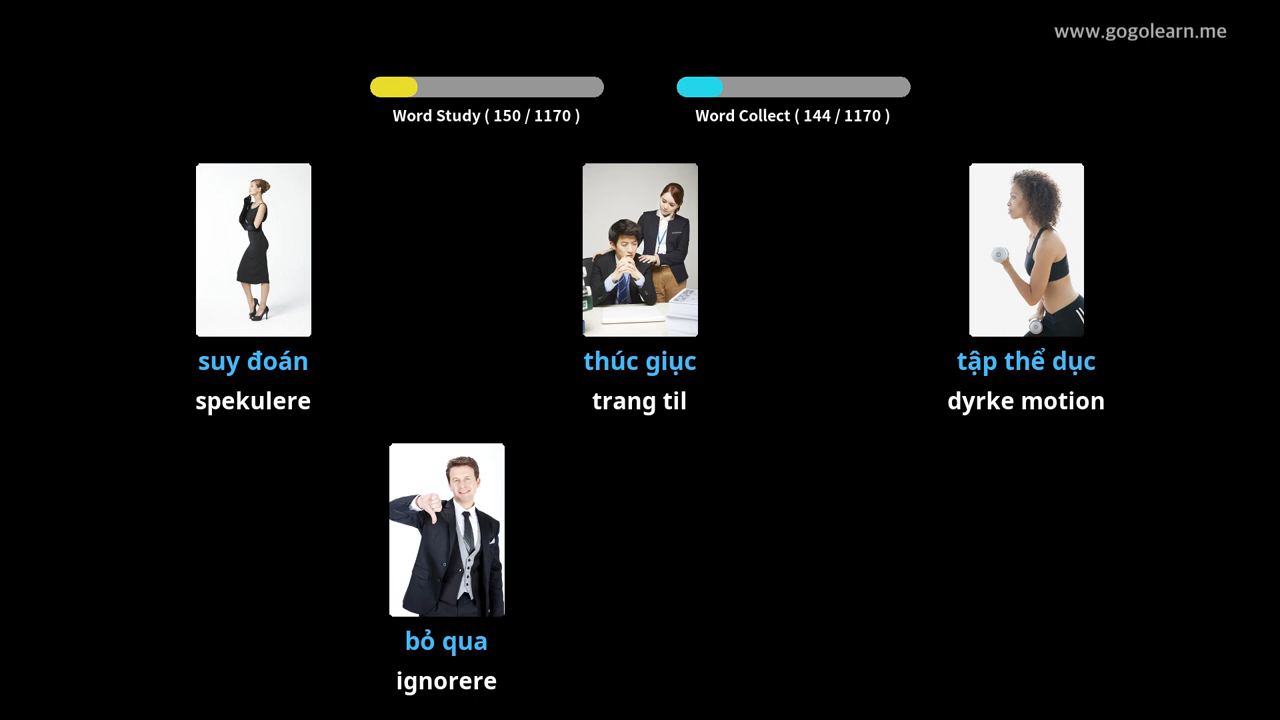 www.gogolearn.me
Word Study ( 150 / 1170 )
Word Collect ( 144 / 1170 )
suy đoán
spekulere
thúc giục
trang til
tập thể dục
dyrke motion
bỏ qua
ignorere